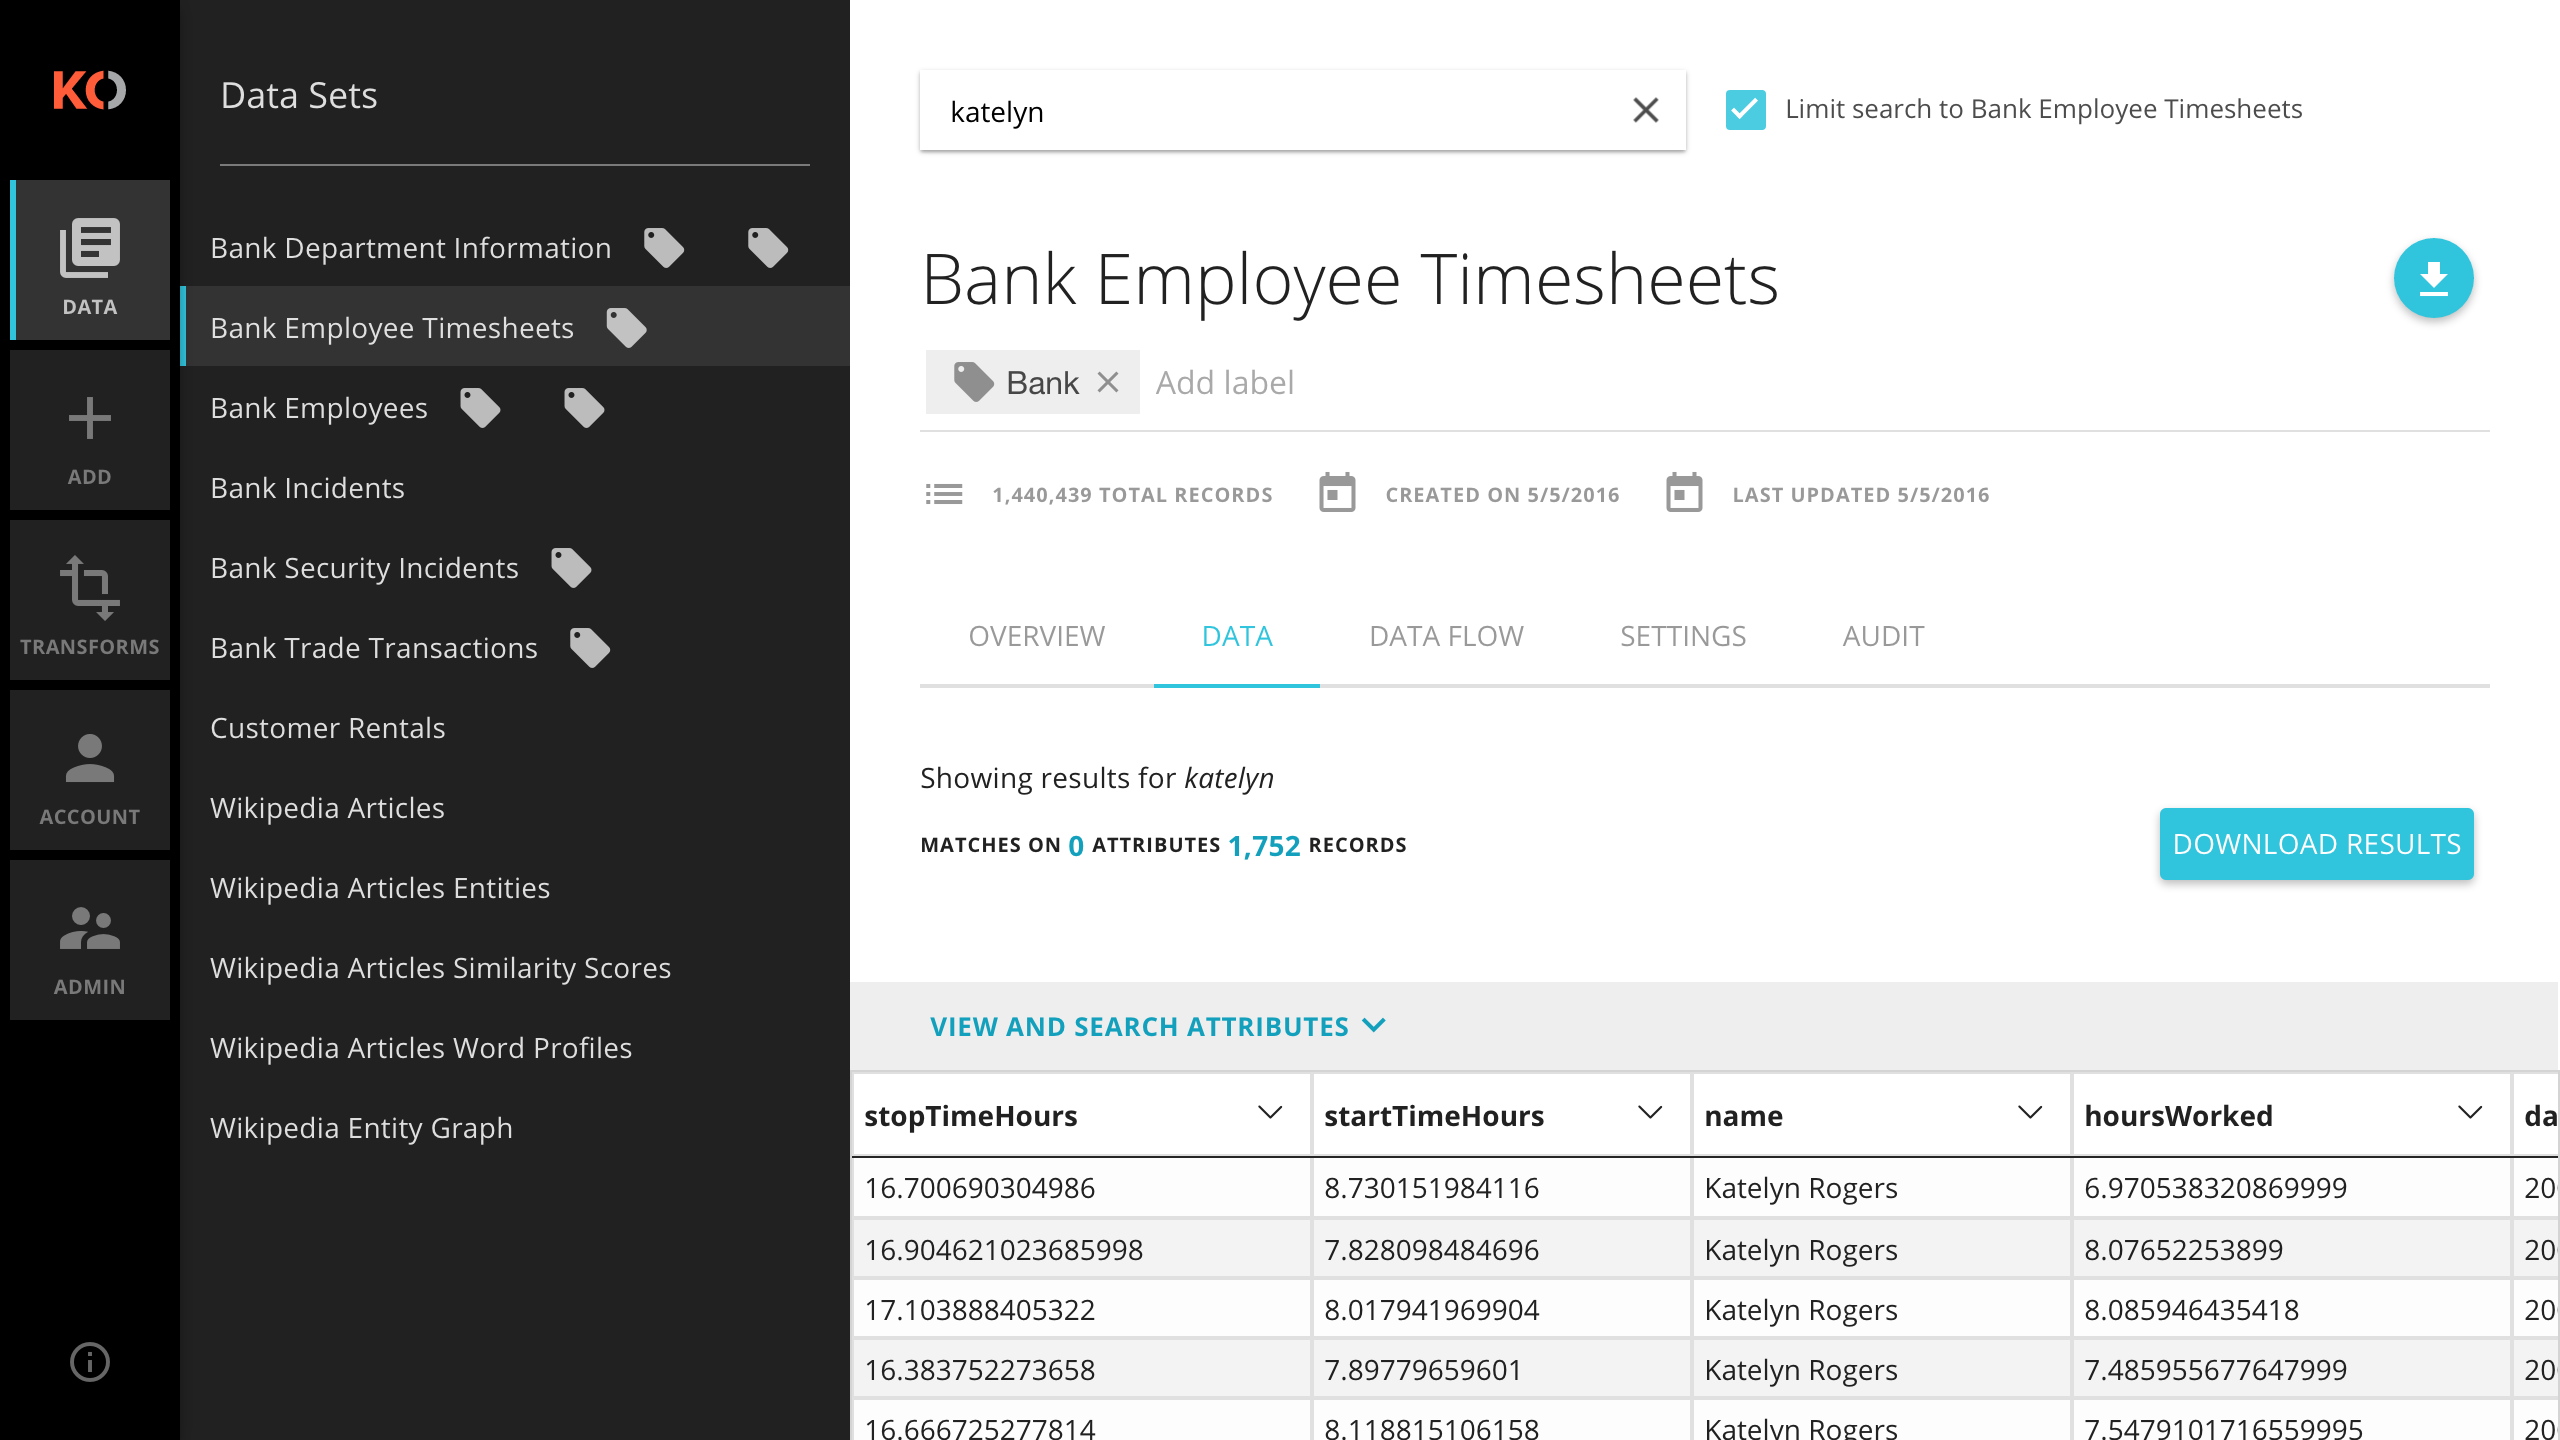 KO
DATA
ADD
TRANSFORMS
ACCOUNT
ADMIN
Data Sets
Bank Department Information
Bank Employee Timesheets
Bank Employees
Bank Incidents
Bank Security Incidents
Bank Trade Transactions
Customer Rentals
Wikipedia Articles
Wikipedia Articles Entities
Wikipedia Articles Similarity Scores
Wikipedia Articles Word Profiles
Wikipedia Entity Graph
katelyn
Limit search to Bank Employee Timesheets
Bank Employee Timesheets
Bank Add label
1,440,439 TOTAL RECORDS CREATED ON 5/5/2016 LAST UPDATED 5/5/2016
OVERVIEW DATA DATA FLOW SETTINGS AUDIT
Showing results for katelyn
MATCHES ON 0 ATTRIBUTES 1,752 RECORDS
DOWNLOAD RESULTS
VIEW AND SEARCH ATTRIBUTES
stopTimeHours startTimeHours name hoursWorked da
16.700690304986 8.730151984116 Katelyn Rogers 6.970538320869999 20
16.904621023685998 7.828098484696 Katelyn Rogers 8.07652253899 20
17.103888405322 8.017941969904 Katelyn Rogers 8.085946435418 20
16.383752273658 7.89779659601 Katelyn Rogers 7.485955677647999 20
16.666725277814 8.118815106158 Katelyn Rogers 7.5479101716559995 20